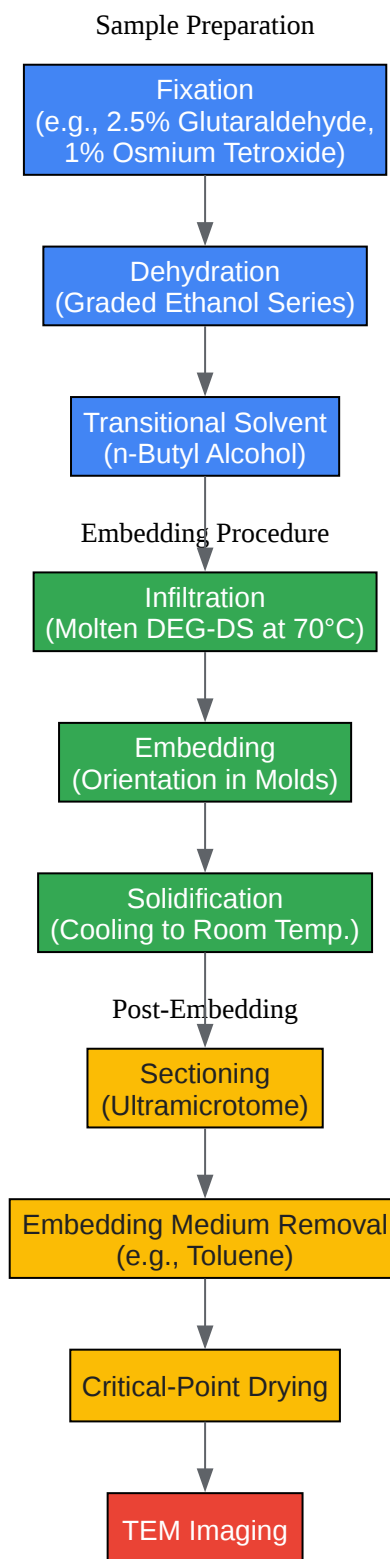 Sample Preparation
Fixation
(e.g., 2.5% Glutaraldehyde,
1% Osmium Tetroxide)
Dehydration
(Graded Ethanol Series)
Transitional Solvent
(n-Butyl Alcohol)
Embedding Procedure
Infiltration
(Molten DEG-DS at 70°C)
Embedding
(Orientation in Molds)
Solidification
(Cooling to Room Temp.)
Post-Embedding
Sectioning
(Ultramicrotome)
Embedding Medium Removal
(e.g., Toluene)
Critical-Point Drying
TEM Imaging